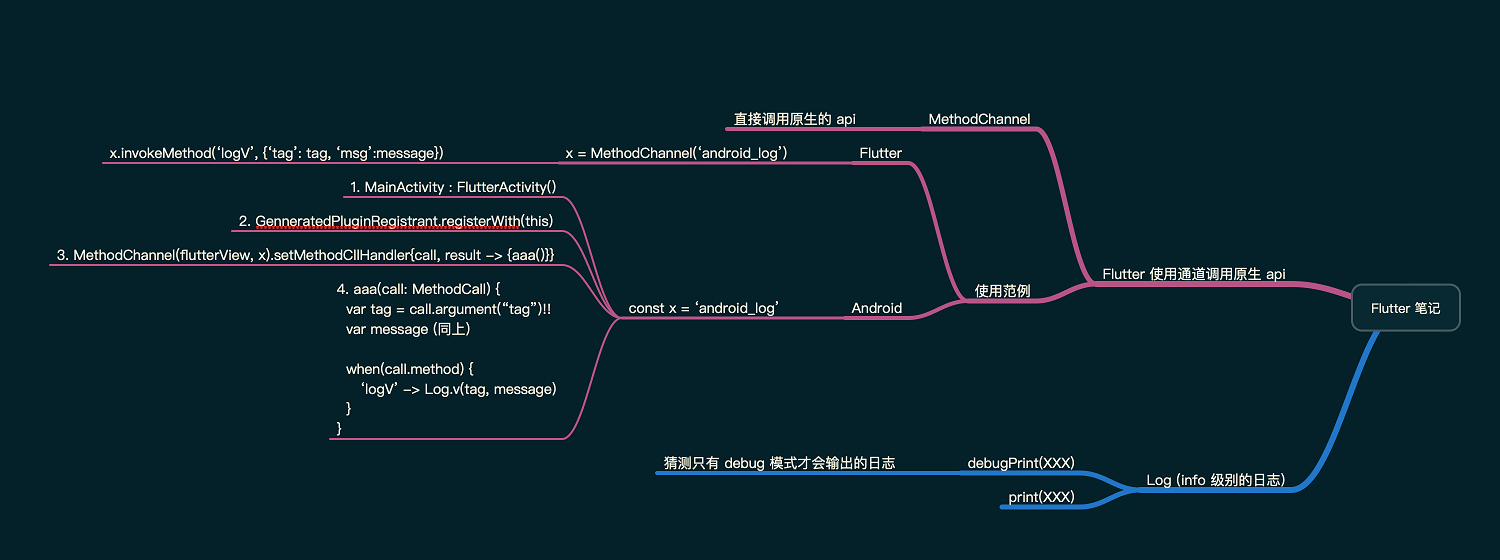 直接调用原生的 api
MethodChannel
x.invokeMethod(‘logV’, {‘tag’: tag, ‘msg’:message})
x = MethodChannel(‘android_log’)
Flutter
1. MainActivity : FlutterActivity()
2. GenneratedPluginRegistrant.registerWith(this)
3. MethodChannel(flutterView, x).setMethodCllHandler{call, result -> {aaa()}}
4. aaa(call: MethodCall) {
var tag = call.argument(“tag”)!!
var message (同上)
when(call.method) {
‘logV’ -> Log.v(tag, message)
}
}
const x = ‘android_log’
Android
使用范例
Flutter 使用通道调用原生 api
Flutter 笔记
猜测只有 debug 模式才会输出的日志
debugPrint(XXX)
print(XXX)
Log (info 级别的日志)